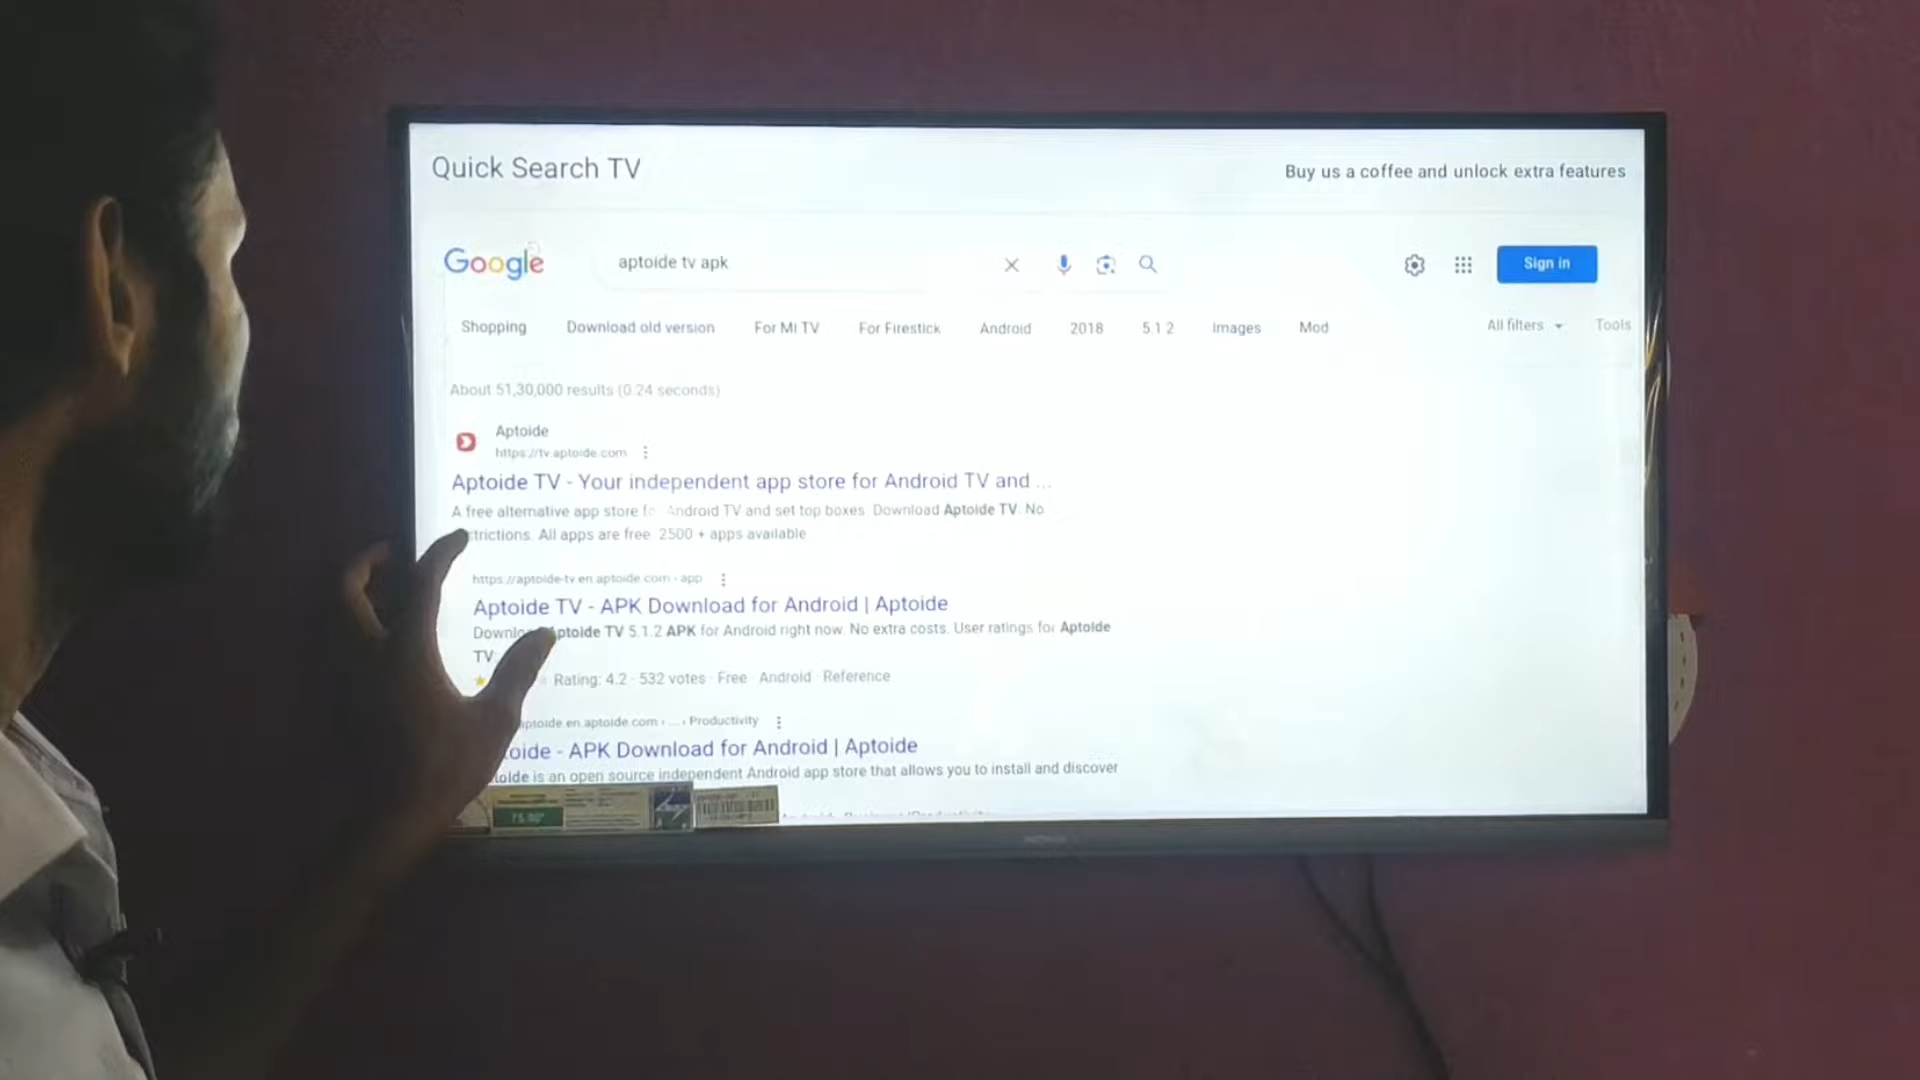 Quick Search TV
Buy us a coffee and unlock extra features
Google
aptoide tv apk
Sign in
Shopping Download old version For Mi TV For Firestick Android 2018 5.1 2 Images Mod
All filters Tools
About 51,30,000 results (0.24 seconds)
Aptoide
https://tv.aptoide.com
Aptoide TV - Your independent app store for Android TV and ...
A free alternative app store Android TV and set top boxes Download Aptoide TV. No
All apps are free 2500 + apps available
https://aptoide-tv.en.aptoide.com › app
Aptoide TV - APK Download for Android | Aptoide
TV 5.1.2 APK for Android right now. No extra costs. User ratings for Aptoide
TV
Rating: 4.2 · 532 votes · Free Android Reference
en.aptoide.com › ... › Productivity
- APK Download for Android | Aptoide
is an open source independent Android app store that allows you to install and discover